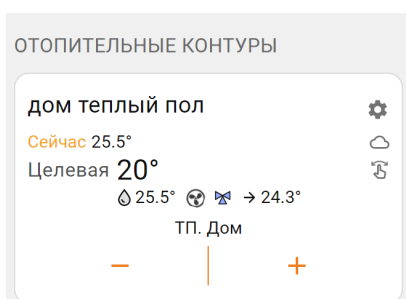 ОТОПИТЕЛЬНЫЕ КОНТУРЫ
дом теплый пол
Сейчас 25.5°
Целевая 20°
25.5° → 24.3°
ТП. Дом
− +